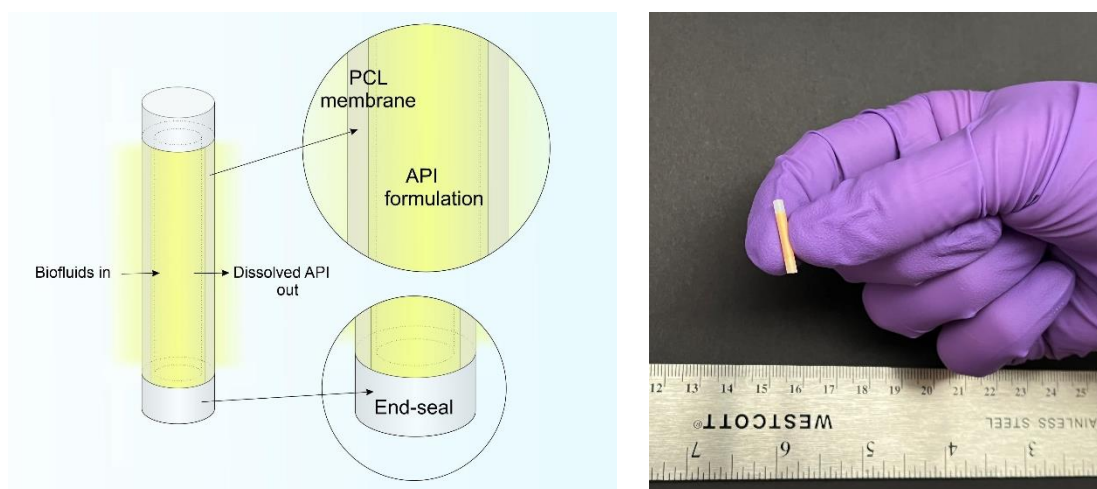 PCL
membrane
API
formulation
Biofluids in
Dissolved API
out
End-seal
12 13 14 15 16 17 18 19 20 21 22 23 24 25
WESTCOTT®
STEEL
7 6 5 4 3